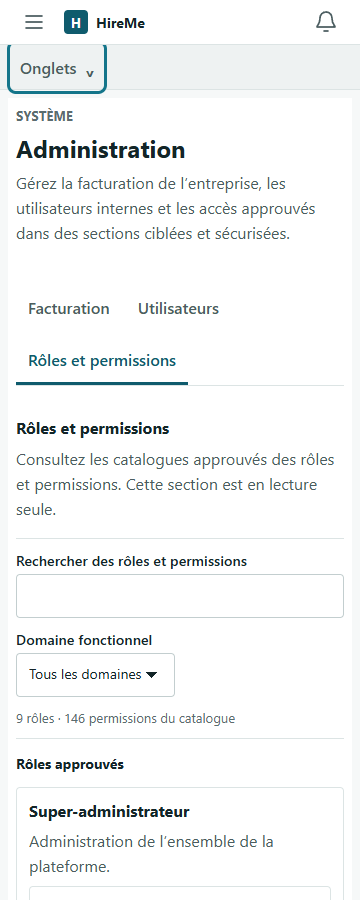 H HireMe
Onglets v
SYSTÈME
Administration
Gérez la facturation de l’entreprise, les
utilisateurs internes et les accès approuvés
dans des sections ciblées et sécurisées.
Facturation Utilisateurs
Rôles et permissions
Rôles et permissions
Consultez les catalogues approuvés des rôles
et permissions. Cette section est en lecture
seule.
Rechercher des rôles et permissions
Domaine fonctionnel
Tous les domaines
9 rôles · 146 permissions du catalogue
Rôles approuvés
Super-administrateur
Administration de l’ensemble de la
plateforme.